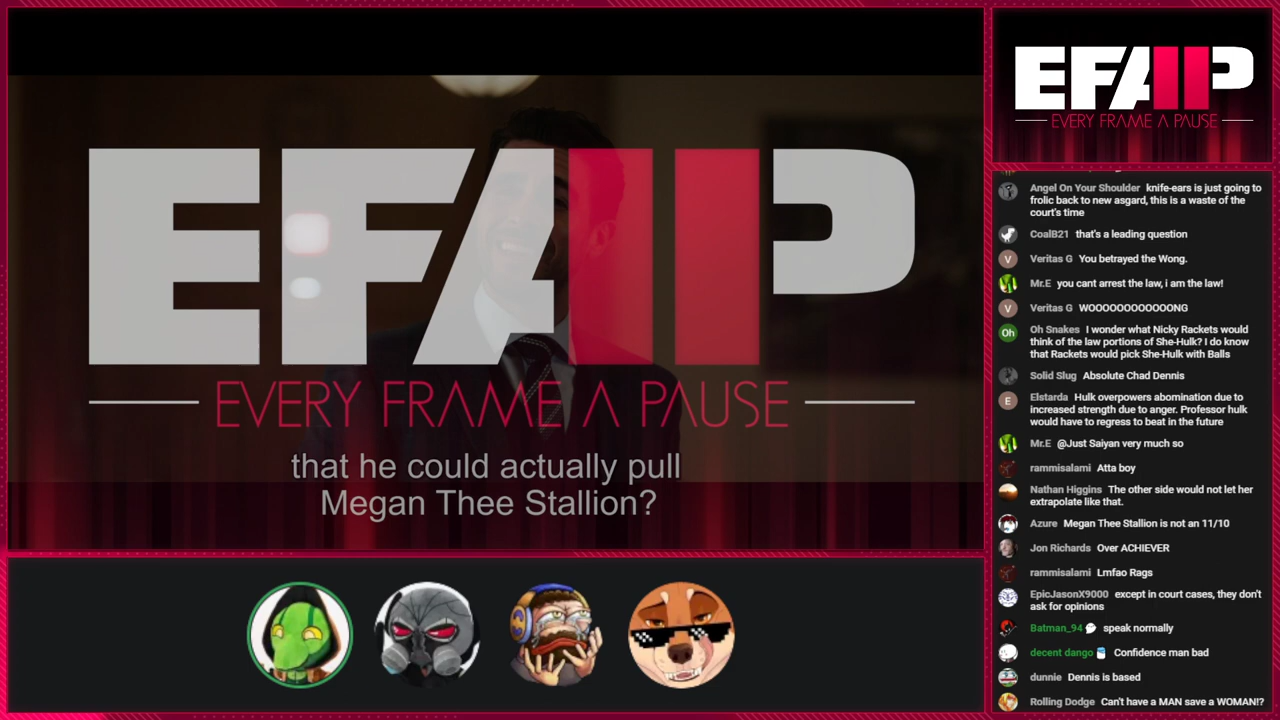 EFAP
EVERY FRAME A PAUSE
that he could actually pull
Megan Thee Stallion?
EFAP
EVERY FRAME A PAUSE
Angel On Your Shoulder knife-ears is just going to
frolic back to new asgard, this is a waste of the
court's time
CoalB21 that's a leading question
V
Veritas G You betrayed the Wong.
Mr.E you cant arrest the law, i am the law!
V
Veritas G WOOOOOOOOOOOONG
Oh
Oh Snakes I wonder what Nicky Rackets would
think of the law portions of She-Hulk? I do know
that Rackets would pick She-Hulk with Balls
Solid Slug Absolute Chad Dennis
E
Elstarda Hulk overpowers abomination due to
increased strength due to anger. Professor hulk
would have to regress to beat in the future
Mr.E @Just Saiyan very much so
rammisalami Atta boy
Nathan Higgins The other side would not let her
extrapolate like that.
Azure Megan Thee Stallion is not an 11/10
Jon Richards Over ACHIEVER
rammisalami Lmfao Rags
EpicJasonX9000 except in court cases, they don't
ask for opinions
Batman_94 speak normally
decent dango Confidence man bad
dunnie Dennis is based
Rolling Dodge Can't have a MAN save a WOMAN!?